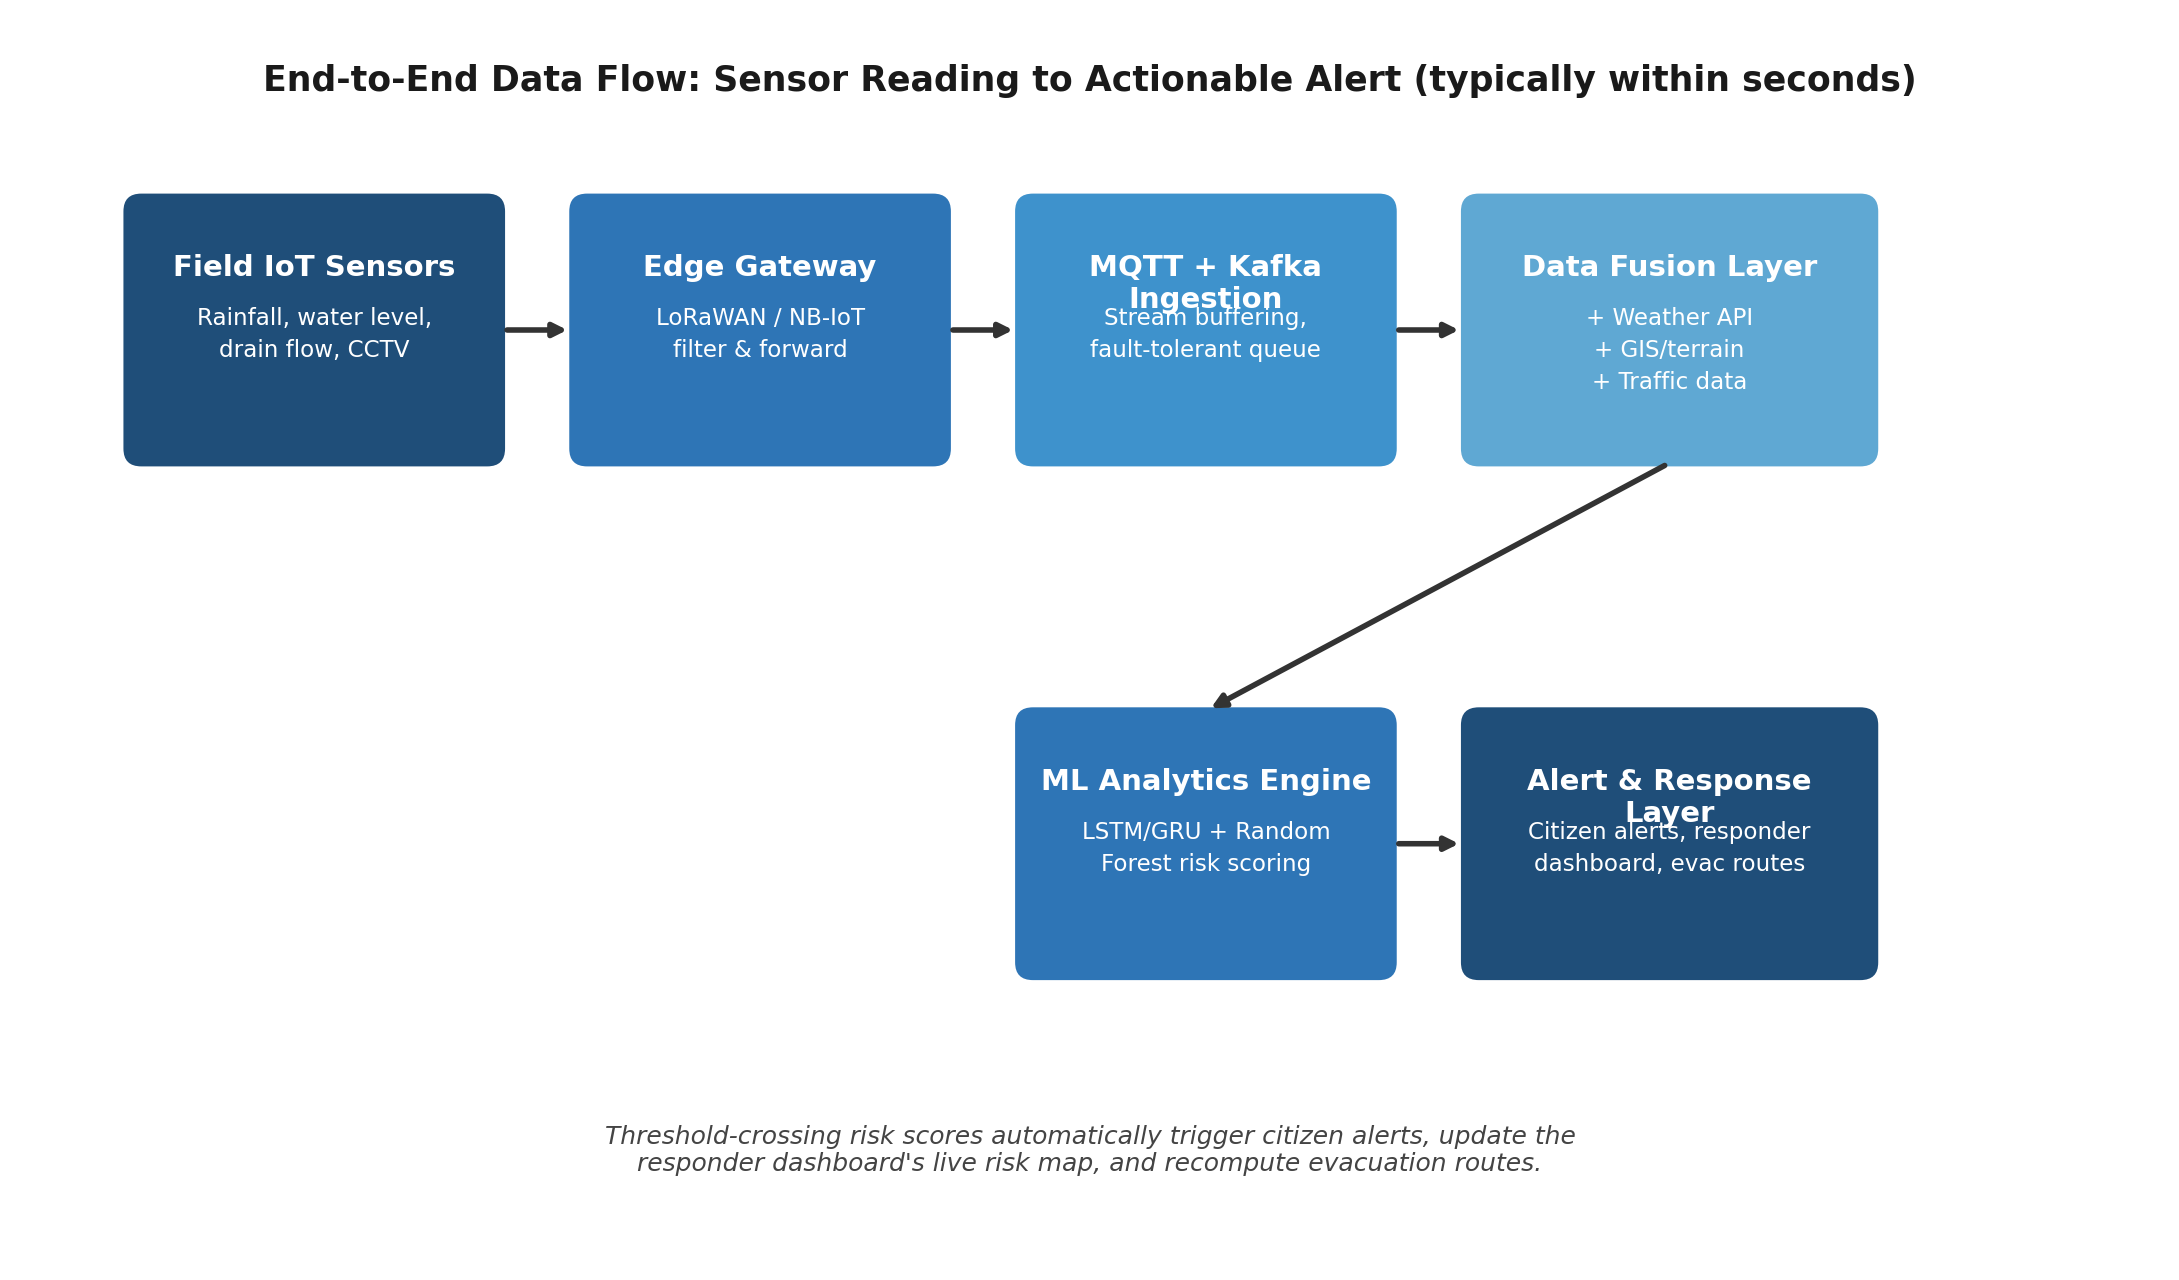 End-to-End Data Flow: Sensor Reading to Actionable Alert (typically within seconds)
Field IoT Sensors
Rainfall, water level,
drain flow, CCTV
Edge Gateway
LoRaWAN / NB-IoT
filter & forward
MQTT + Kafka
Ingestion
Stream buffering,
fault-tolerant queue
Data Fusion Layer
+ Weather API
+ GIS/terrain
+ Traffic data
ML Analytics Engine
LSTM/GRU + Random
Forest risk scoring
Alert & Response
Layer
Citizen alerts, responder
dashboard, evac routes
Threshold-crossing risk scores automatically trigger citizen alerts, update the
responder dashboard's live risk map, and recompute evacuation routes.